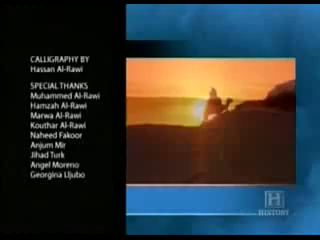 CALLIGRAPHY BY
Hassan Al-Rawi
SPECIAL THANKS
Muhammed Al-Rawi
Hamzah Al-Rawi
Marwa Al-Rawi
Kouthar Al-Rawi
Naheed Fakoor
Anjum Mir
Jihad Turk
Angel Moreno
Georgina Lljubo
H
HISTORY